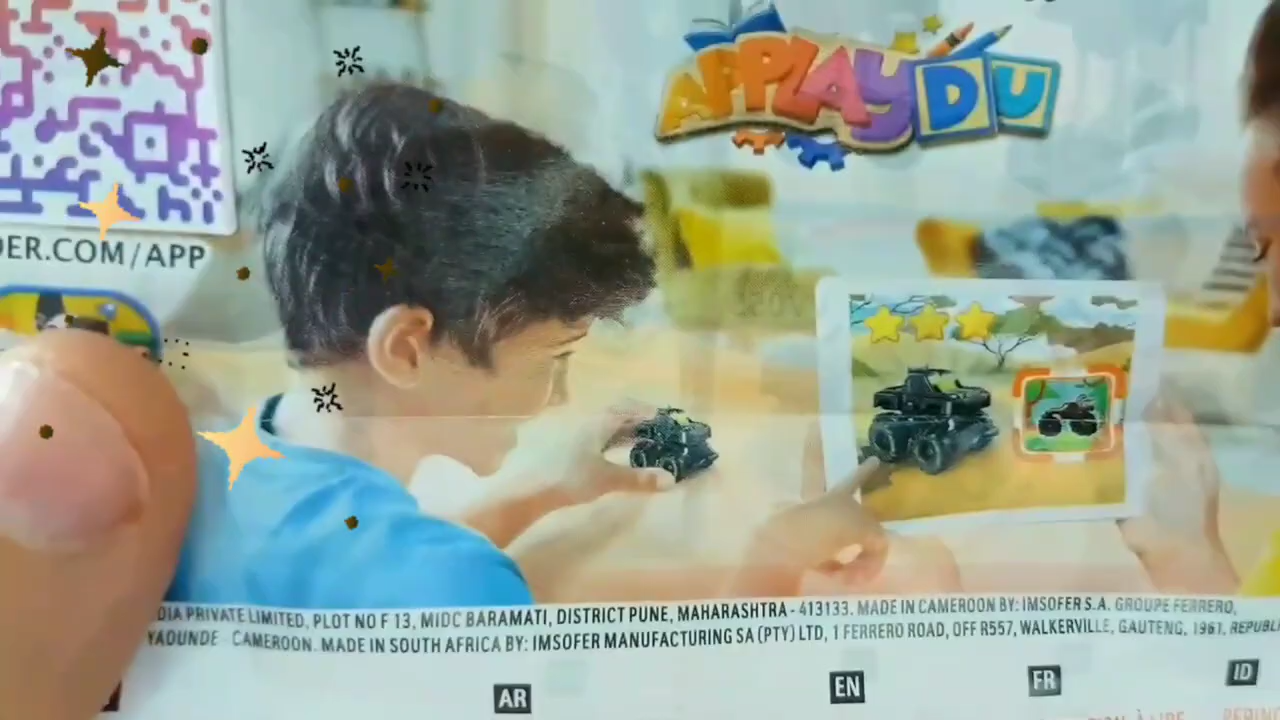 APPLAYDU
DER.COM/APP
DIA PRIVATE LIMITED, PLOT NO F 13, MIDC BARAMATI, DISTRICT PUNE, MAHARASHTRA - 413133. MADE IN CAMEROON BY: IMSOFER S.A. GROUPE FERRERO,
YAOUNDE - CAMEROON. MADE IN SOUTH AFRICA BY: IMSOFER MANUFACTURING SA (PTY) LTD, 1 FERRERO ROAD, OFF R557, WALKERVILLE, GAUTENG, 1961, REPUBLI
AR EN FR ID
À LIRE